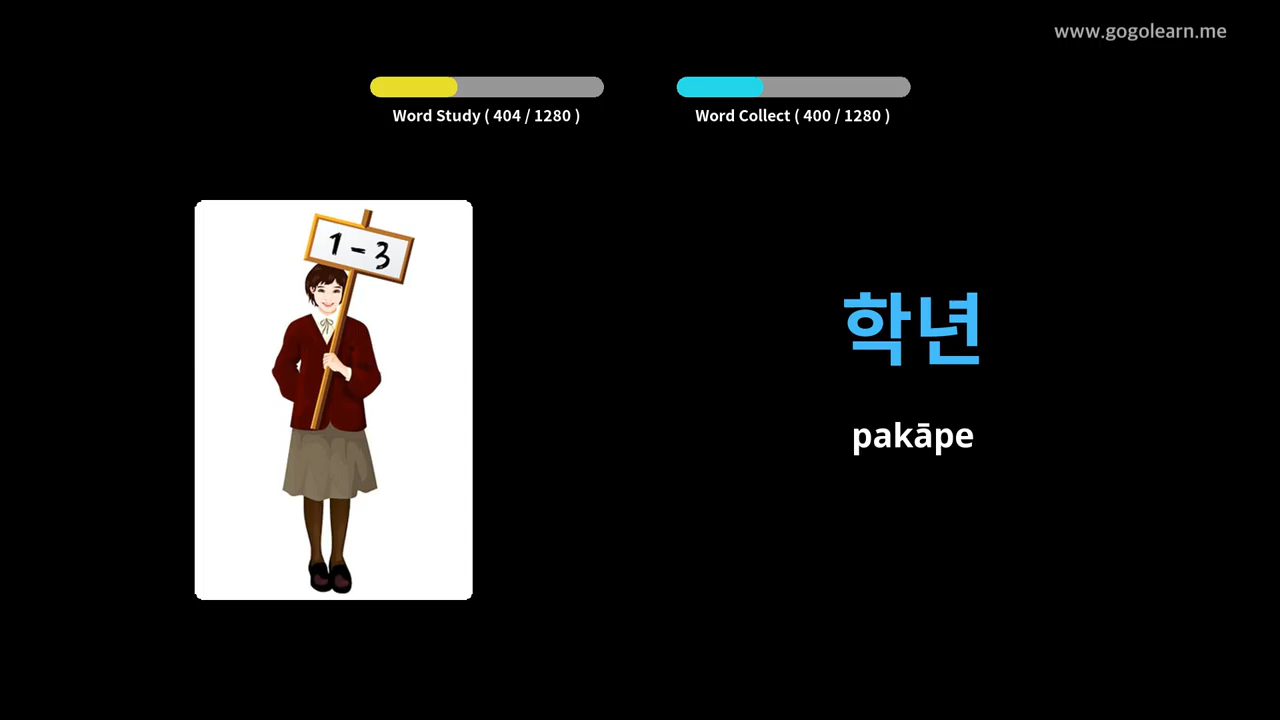 www.gogolearn.me
Word Study ( 404 / 1280 )
Word Collect ( 400 / 1280 )
1 - 3
학년
pakāpe